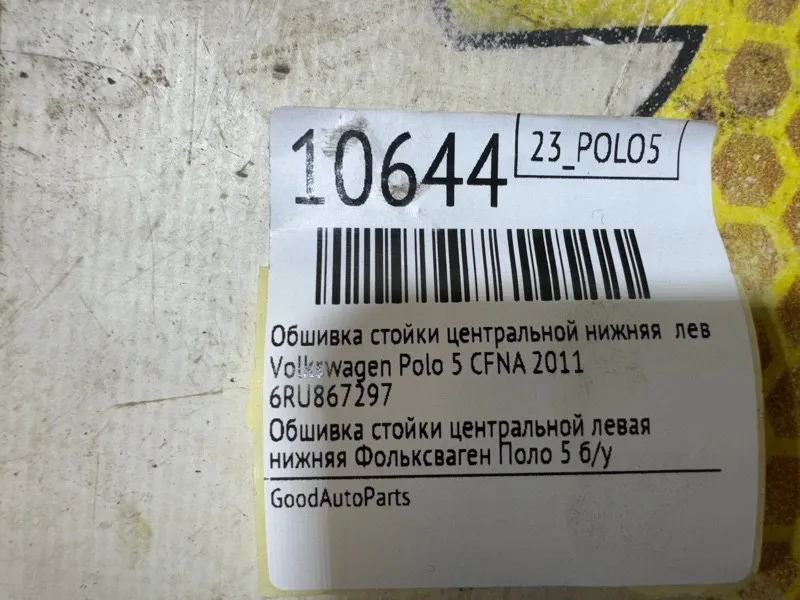 10644
23_POLO5
Обшивка стойки центральной нижняя лев
Volkswagen Polo 5 CFNA 2011
6RU867297
Обшивка стойки центральной левая
нижняя Фольксваген Поло 5 б/у
GoodAutoParts